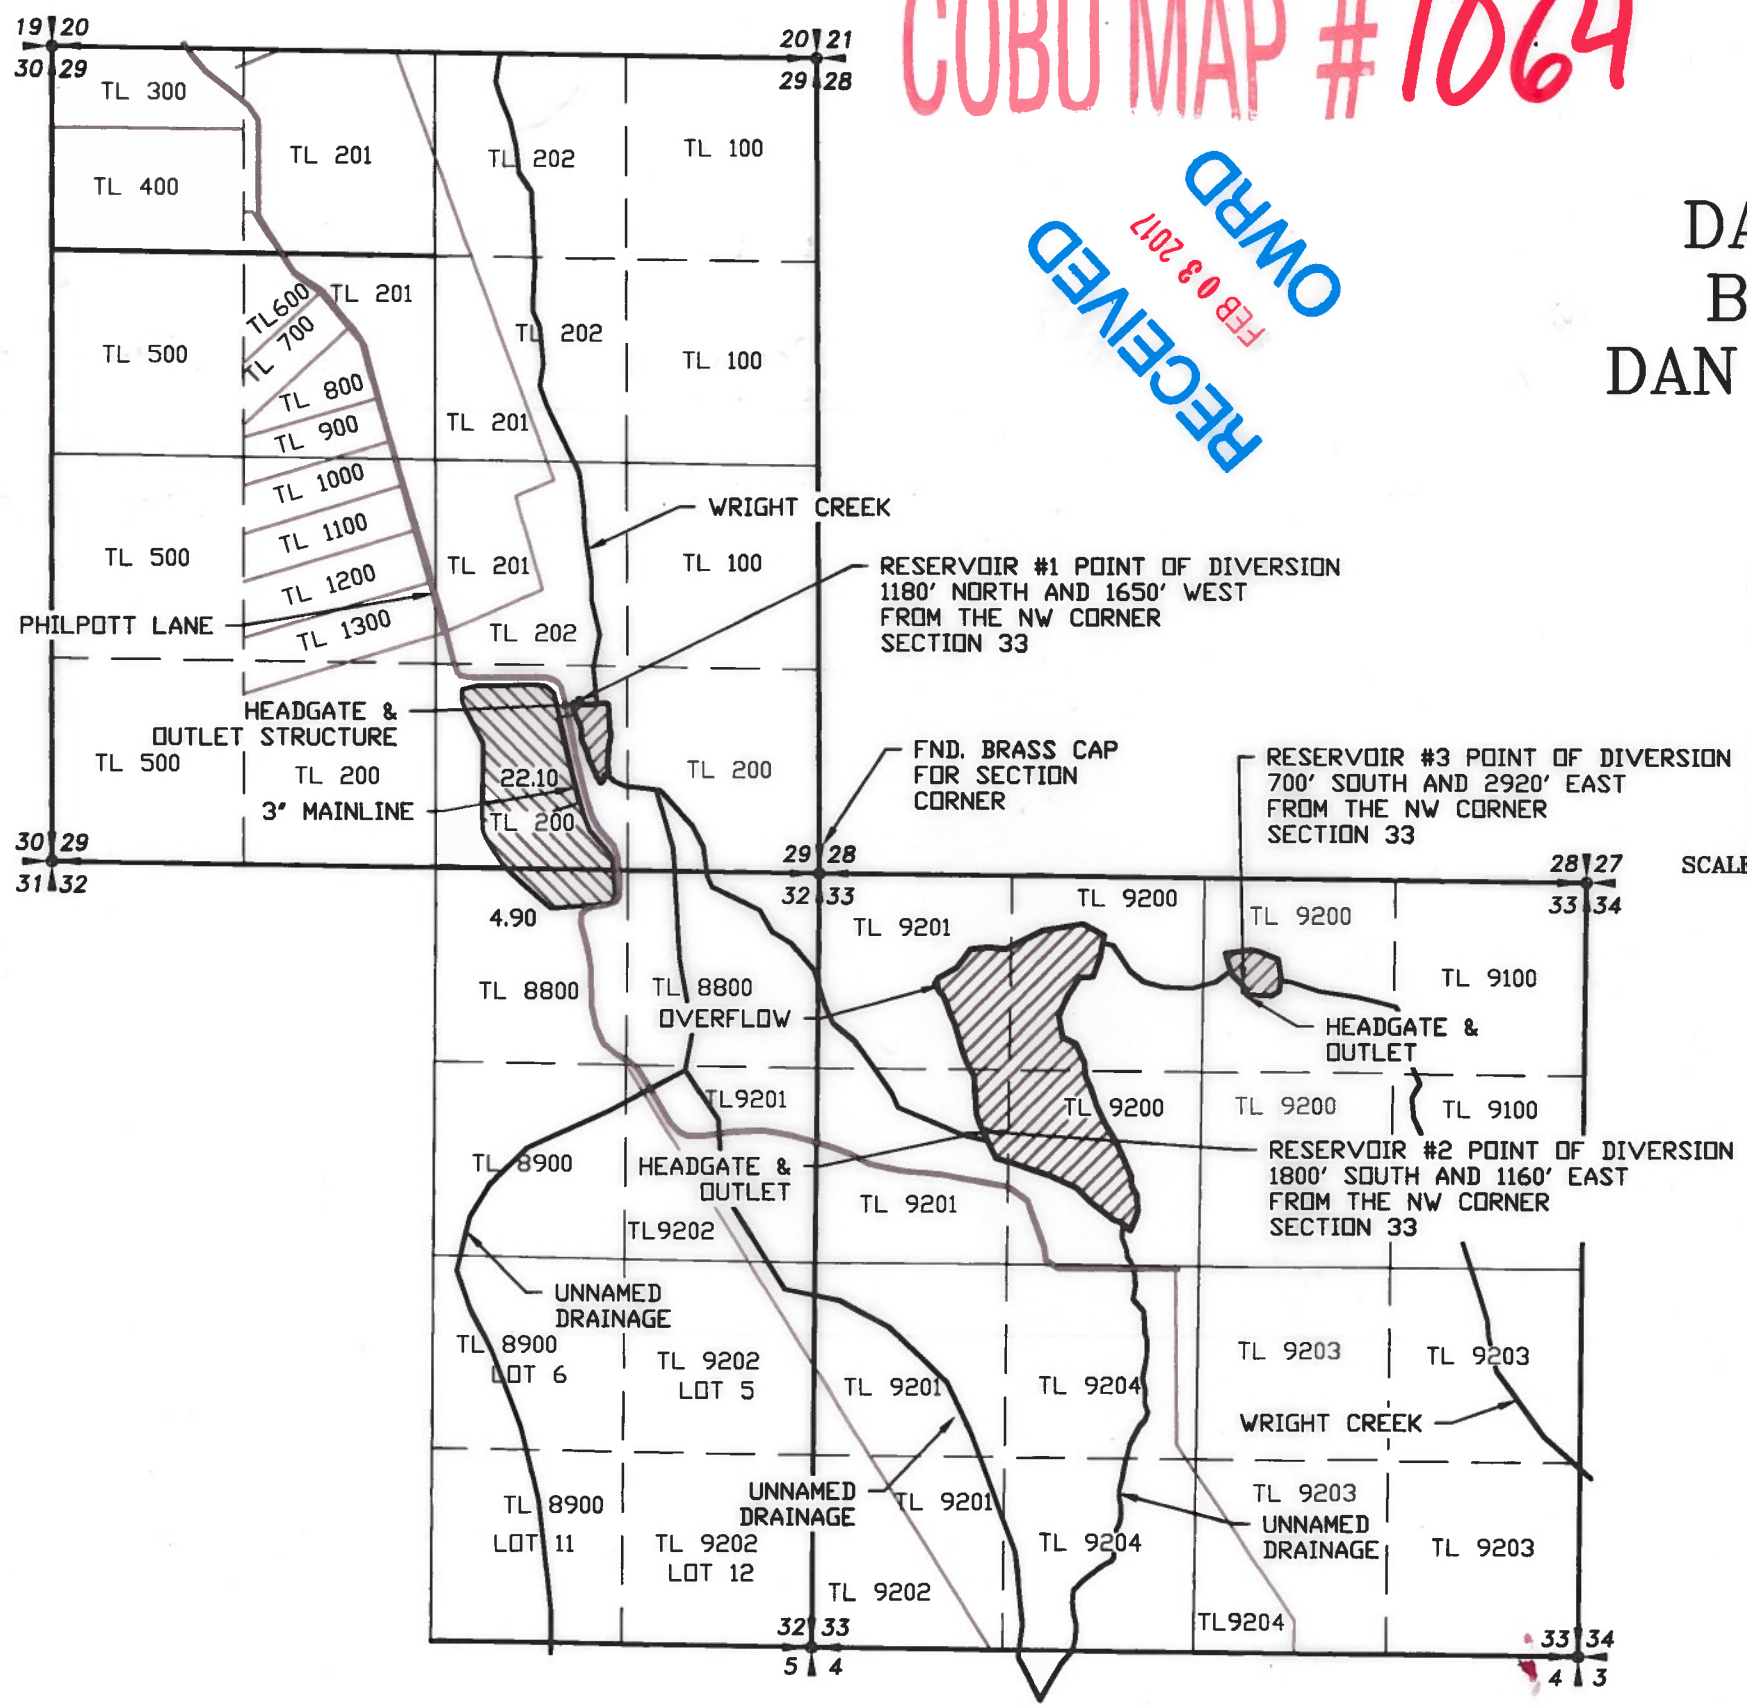 COBU MAP # 1064
RECEIVED
FEB 03 2017
OWRD
DAN
19 20
30 29
20 21
29 28
TL 300
TL 201
TL 202
TL 100
TL 400
TL600
TL 201
TL 700
TL 500
TL 202
TL 100
TL 800
TL 900
TL 201
TL 1000
WRIGHT CREEK
TL 1100
TL 500
TL 201
TL 100
RESERVOIR #1 POINT OF DIVERSION
1180' NORTH AND 1650' WEST
FROM THE NW CORNER
SECTION 33
TL 1200
PHILPOTT LANE
TL 1300
TL 202
HEADGATE &
OUTLET STRUCTURE
TL 500
TL 200
22.10
TL 200
3" MAINLINE
TL 200
FND. BRASS CAP
FOR SECTION
CORNER
RESERVOIR #3 POINT OF DIVERSION
700' SOUTH AND 2920' EAST
FROM THE NW CORNER
SECTION 33
30 29
31 32
29 28
32 33
28 27
33 34
4.90
TL 9201
TL 9200
TL 9200
TL 8800
TL 8800
OVERFLOW
TL 9100
HEADGATE &
OUTLET
TL9201
TL 9200
TL 9200
TL 9100
TL 8900
HEADGATE &
OUTLET
TL 9201
RESERVOIR #2 POINT OF DIVERSION
1800' SOUTH AND 1160' EAST
FROM THE NW CORNER
SECTION 33
TL9202
UNNAMED
DRAINAGE
TL 8900
LOT 6
TL 9202
LOT 5
TL 9201
TL 9204
TL 9203
TL 9203
WRIGHT CREEK
UNNAMED
DRAINAGE
TL 8900
LOT 11
TL 9202
LOT 12
TL 9201
TL 9204
TL 9203
UNNAMED
DRAINAGE
TL 9203
TL 9202
TL9204
32 33
5 4
33 34
4 3